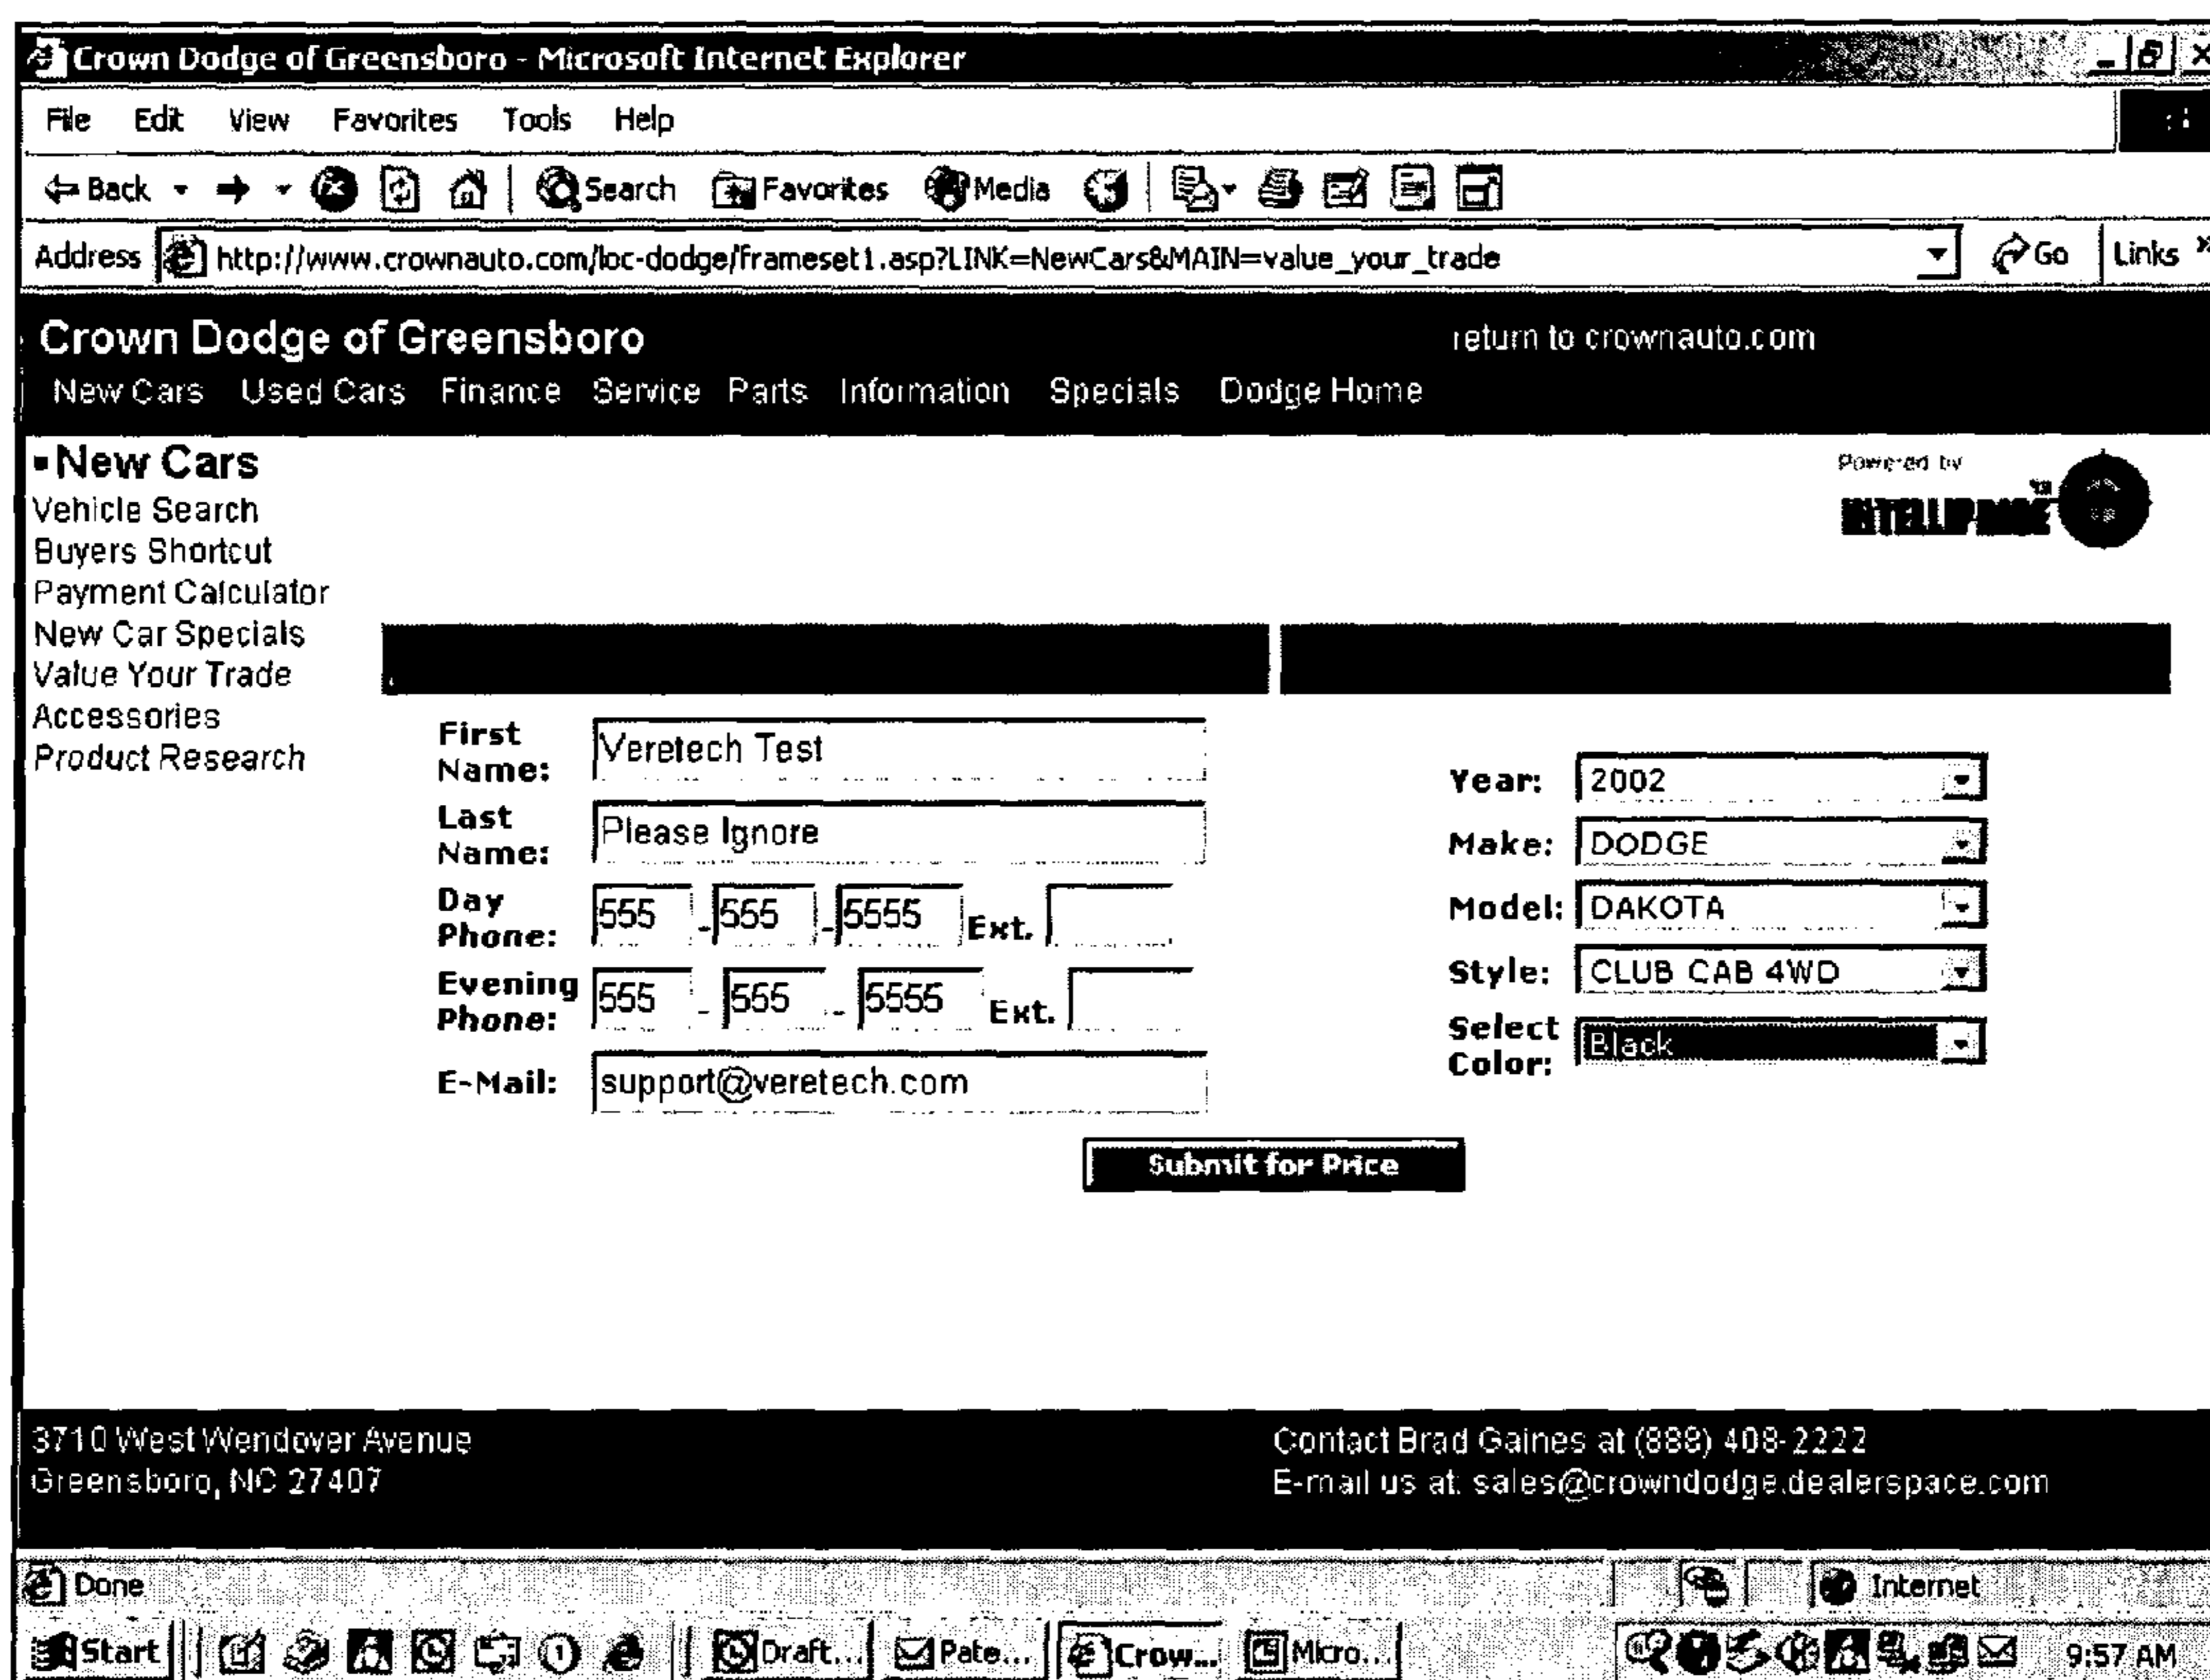 Crown Dodge of Greensboro - Microsoft Internet Explorer
File Edit View Favorites Tools Help
Back Search Favorites Media
Address http://www.crownauto.com/loc-dodge/frameset1.asp?LINK=NewCars&MAIN=value_your_trade Go Links »
Crown Dodge of Greensboro return to crownauto.com
New Cars Used Cars Finance Service Parts Information Specials Dodge Home
▪New Cars
Powered by
Vehicle Search
Buyers Shortcut
Payment Calculator
New Car Specials
Value Your Trade
Accessories
Product Research
First Name: Veretech Test
Last Name: Please Ignore
Day Phone: 555 - 555 - 5555 Ext.
Evening Phone: 555 - 555 - 5555 Ext.
E-Mail: support@veretech.com
Year: 2002
Make: DODGE
Model: DAKOTA
Style: CLUB CAB 4WD
Select Color: Black
Submit for Price
3710 West Wendover Avenue
Greensboro, NC 27407
Contact Brad Gaines at (888) 408-2222
E-mail us at: sales@crowndodge.dealerspace.com
Done Internet
Start Draft... Pate... Crow... Micro... 9:57 AM